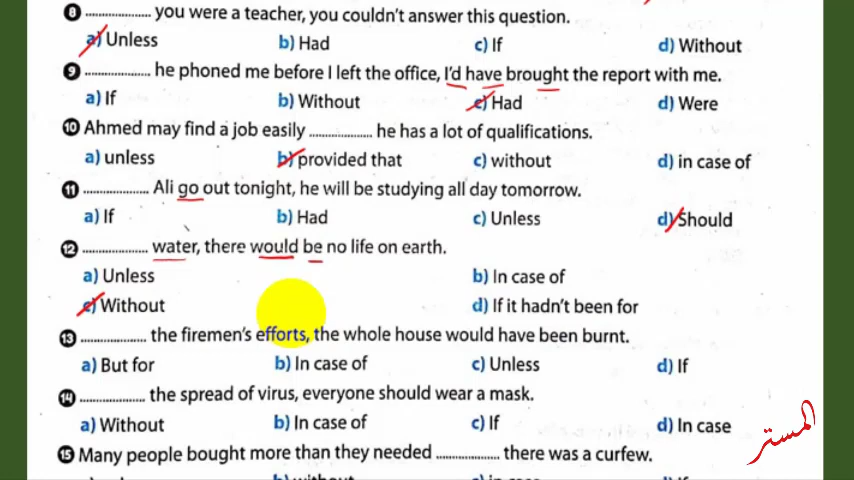 8 .............. you were a teacher, you couldn't answer this question.
a) Unless b) Had c) If d) Without
9 .............. he phoned me before I left the office, I'd have brought the report with me.
a) If b) Without c) Had d) Were
10 Ahmed may find a job easily .............. he has a lot of qualifications.
a) unless b) provided that c) without d) in case of
11 .............. Ali go out tonight, he will be studying all day tomorrow.
a) If b) Had c) Unless d) Should
12 .............. water, there would be no life on earth.
a) Unless b) In case of
c) Without d) If it hadn't been for
13 .............. the firemen's efforts, the whole house would have been burnt.
a) But for b) In case of c) Unless d) If
14 .............. the spread of virus, everyone should wear a mask.
a) Without b) In case of c) If d) In case
المستر
15 Many people bought more than they needed .............. there was a curfew.